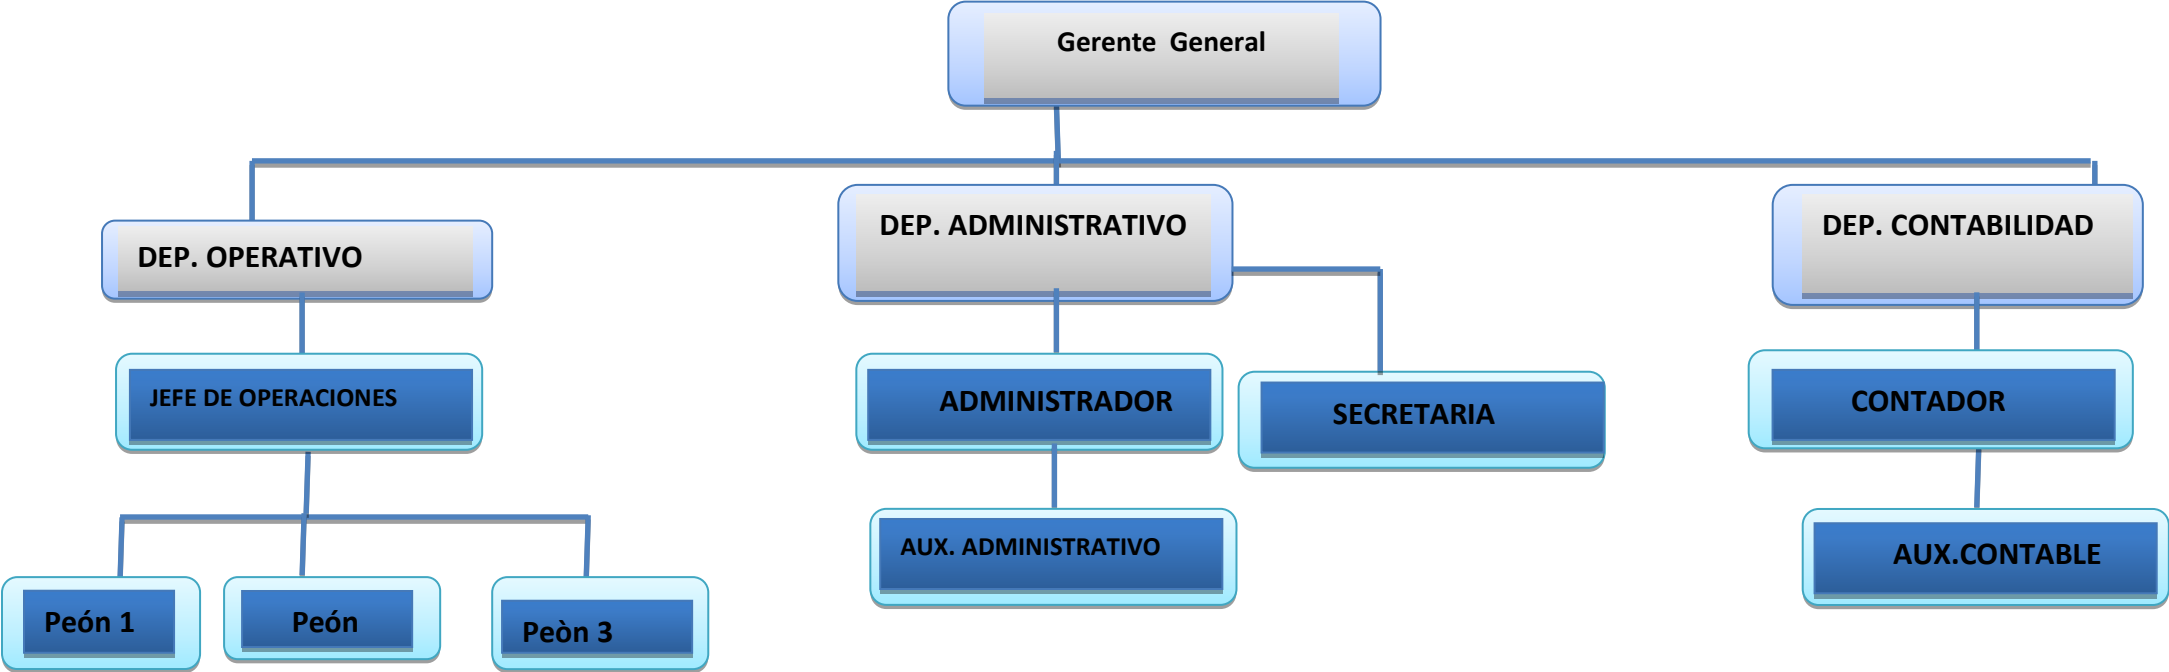 Gerente  General
DEP. OPERATIVO
DEP. ADMINISTRATIVO
DEP. CONTABILIDAD
JEFE DE OPERACIONES
ADMINISTRADOR
SECRETARIA
CONTADOR
AUX. ADMINISTRATIVO
AUX.CONTABLE
Peón 1
Peón
Peòn 3